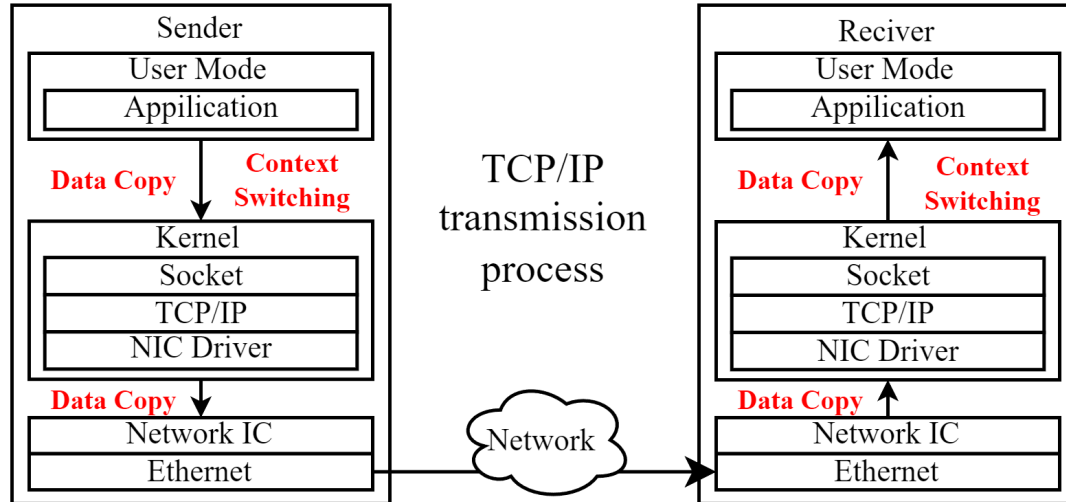 Sender
User Mode
Appilication
Data Copy
Context
Switching
Kernel
Socket
TCP/IP
NIC Driver
Data Copy
Network IC
Ethernet
TCP/IP
transmission
process
Network
Reciver
User Mode
Appilication
Data Copy
Context
Switching
Kernel
Socket
TCP/IP
NIC Driver
Data Copy
Network IC
Ethernet